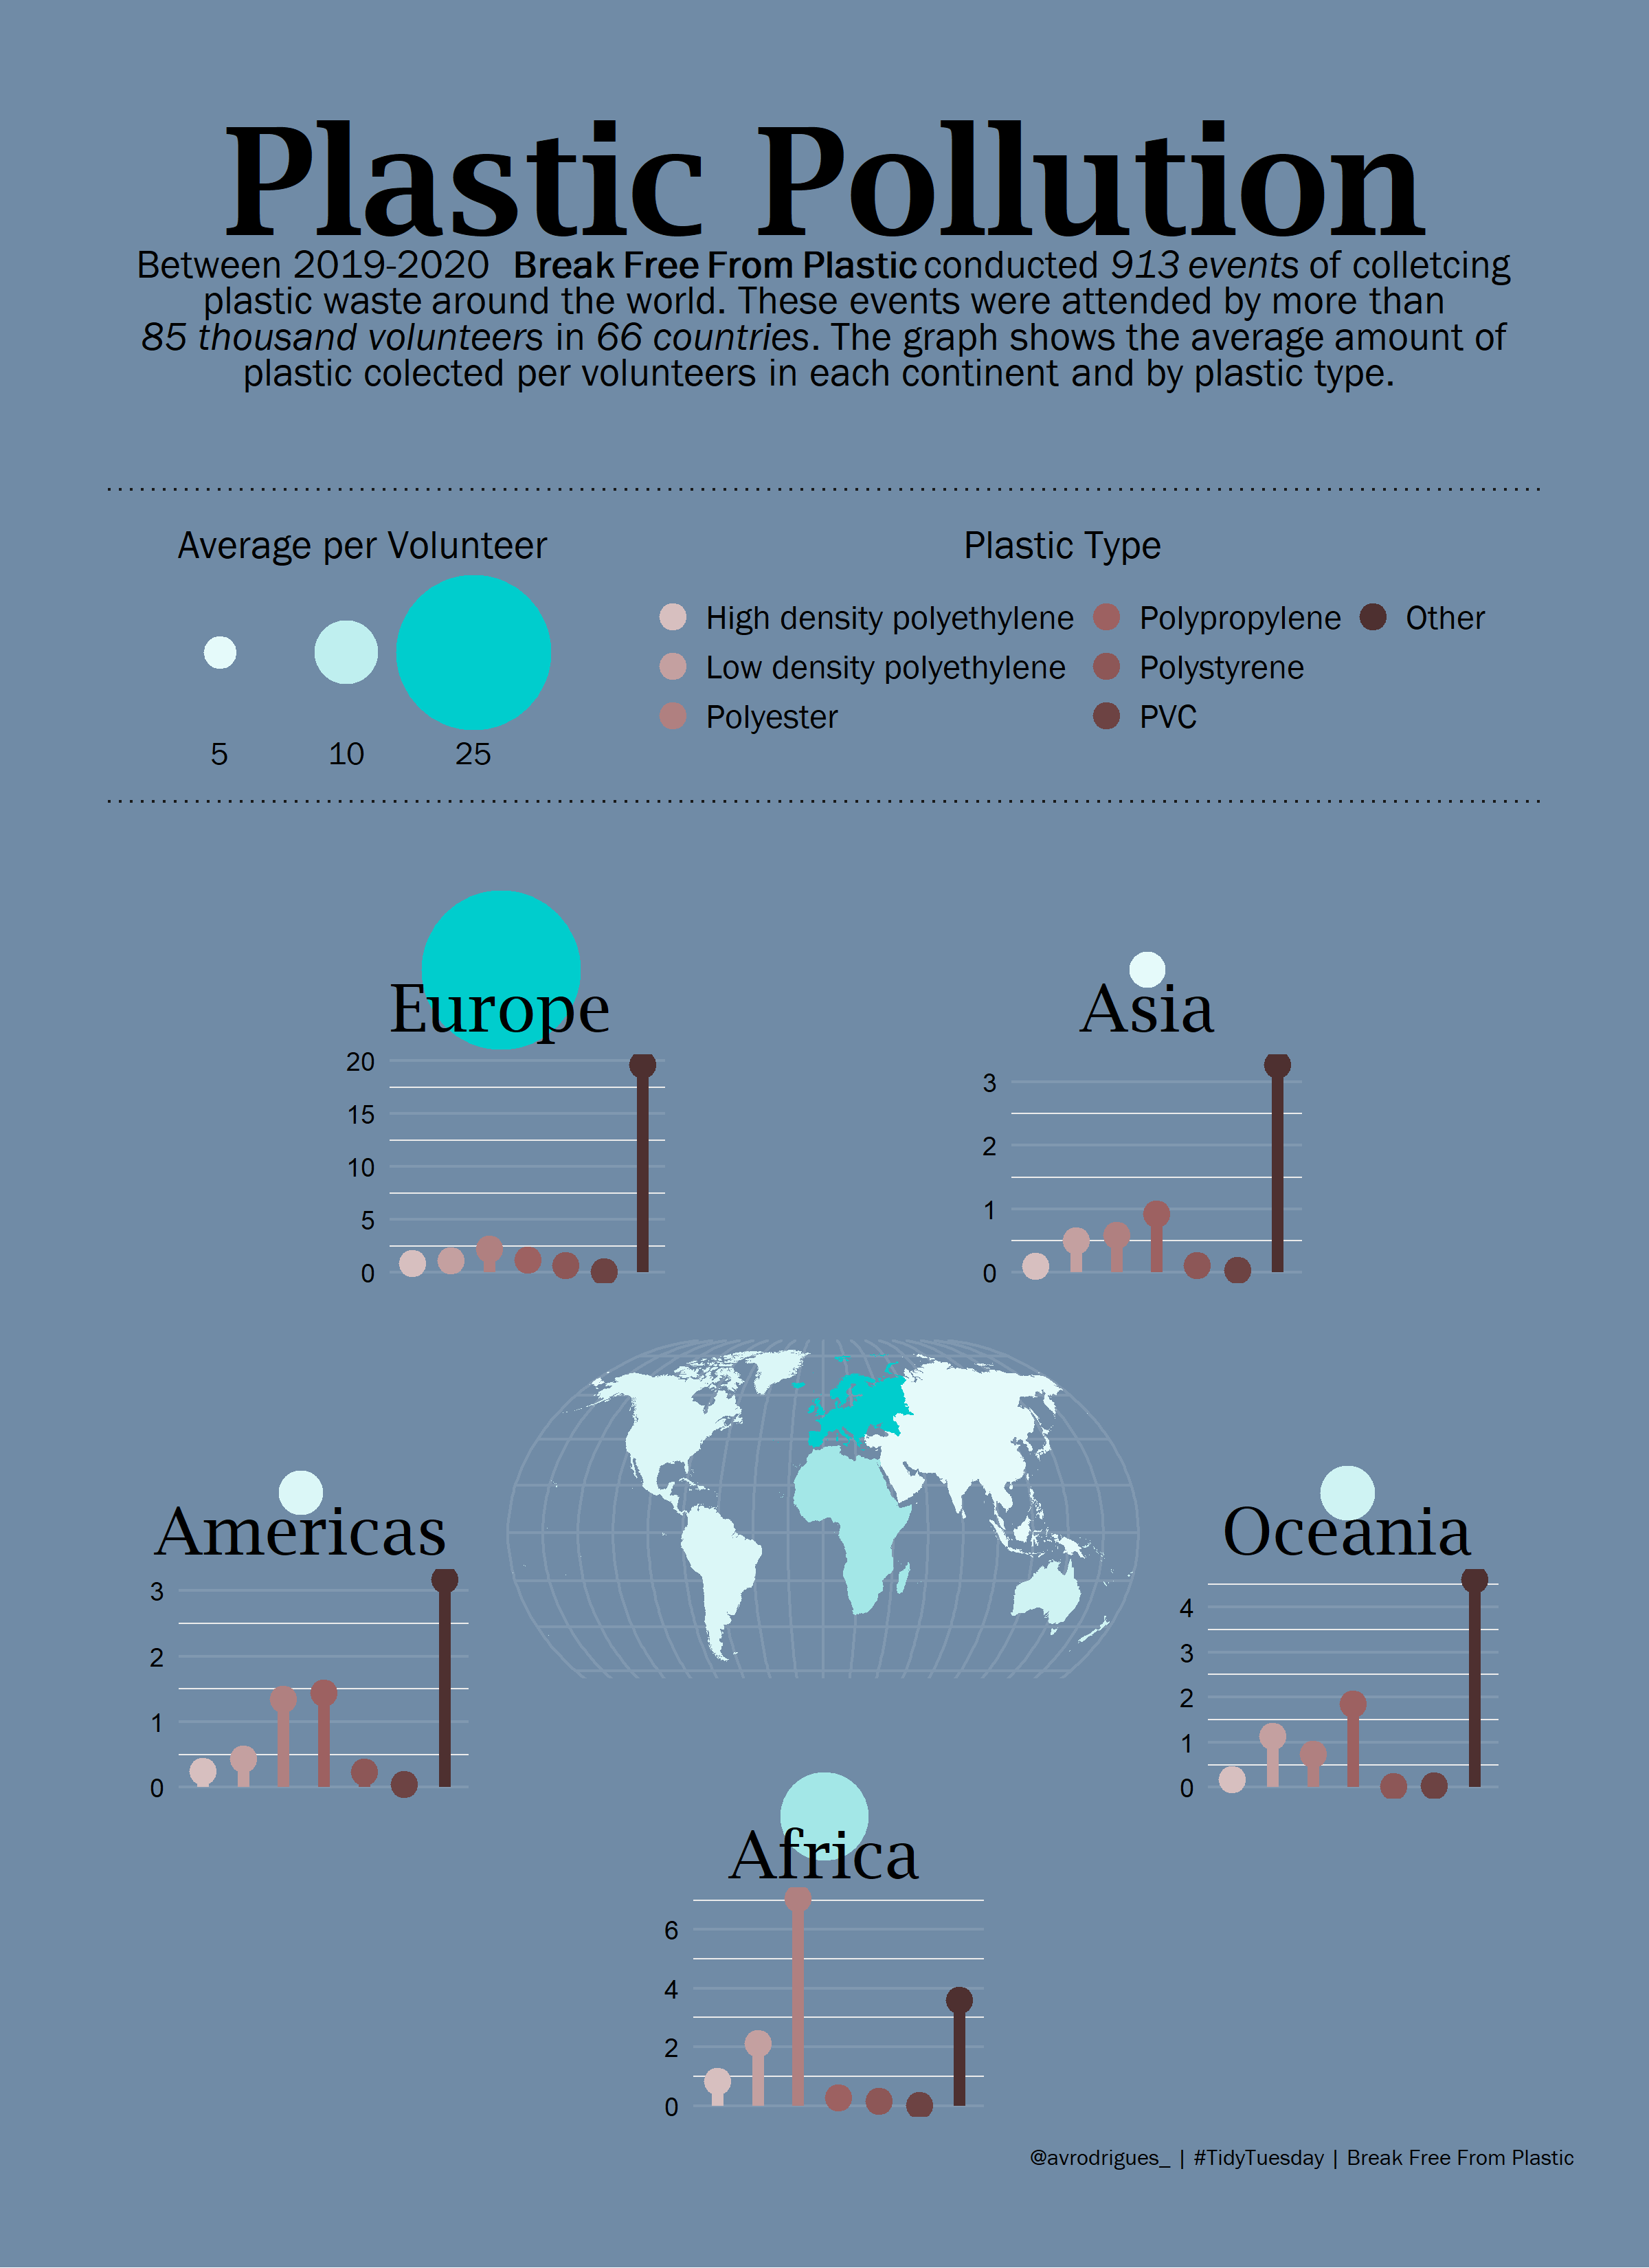 Plastic Pollution
Between 2019-2020 Break Free From Plastic conducted 913 events of colletcing
plastic waste around the world. These events were attended by more than
85 thousand volunteers in 66 countries. The graph shows the average amount of
plastic colected per volunteers in each continent and by plastic type.
Average per Volunteer
5 10 25
Plastic Type
High density polyethylene
Low density polyethylene
Polyester
Polypropylene
Polystyrene
PVC
Other
Europe
20
15
10
5
0
Asia
3
2
1
0
Americas
3
2
1
0
Oceania
4
3
2
1
0
Africa
6
4
2
0
@avrodrigues_ | #TidyTuesday | Break Free From Plastic